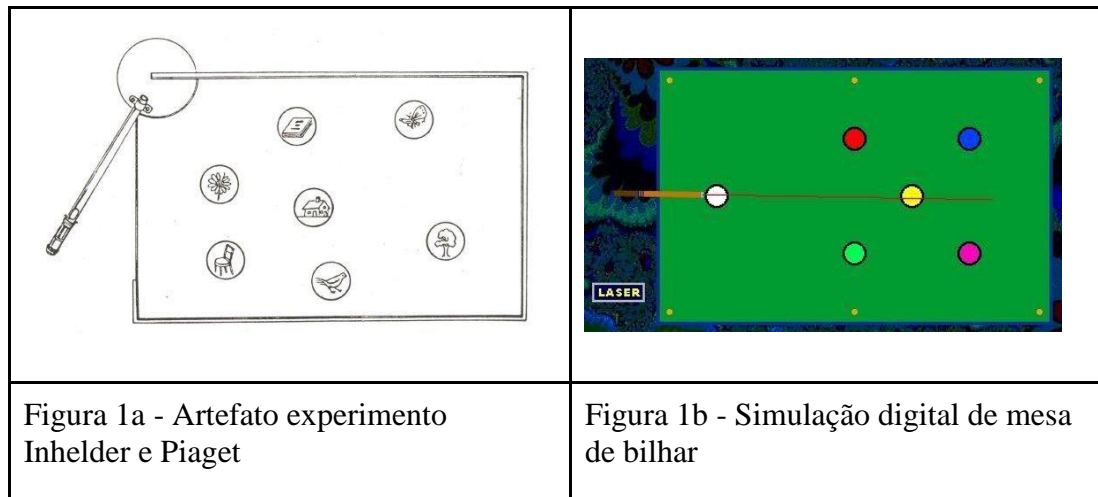 LASER
Figura 1a - Artefato experimento
Inhelder e Piaget
Figura 1b - Simulação digital de mesa
de bilhar